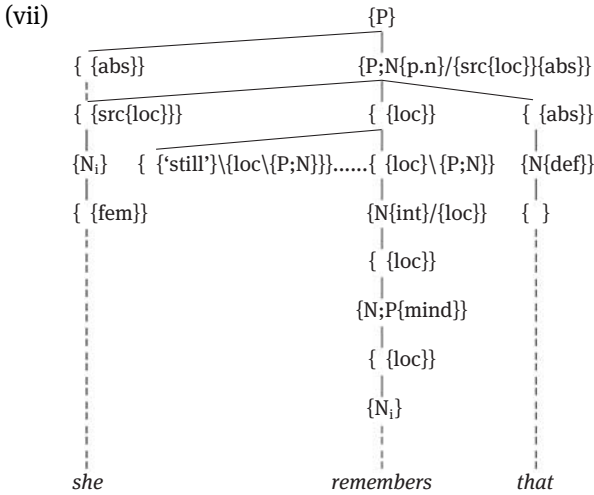 (vii) {P}
{ {abs}} {P;N{p.n}/{src{loc}}{abs}}
{ {src{loc}}} { {loc}} { {abs}}
{Nᵢ} { {‘still’}\{loc\{P;N}}}......{ {loc}\{P;N}} {N{def}}
{ {fem}} {N{int}/{loc}} { }
{ {loc}}
{N;P{mind}}
{ {loc}}
{Nᵢ}
she remembers that